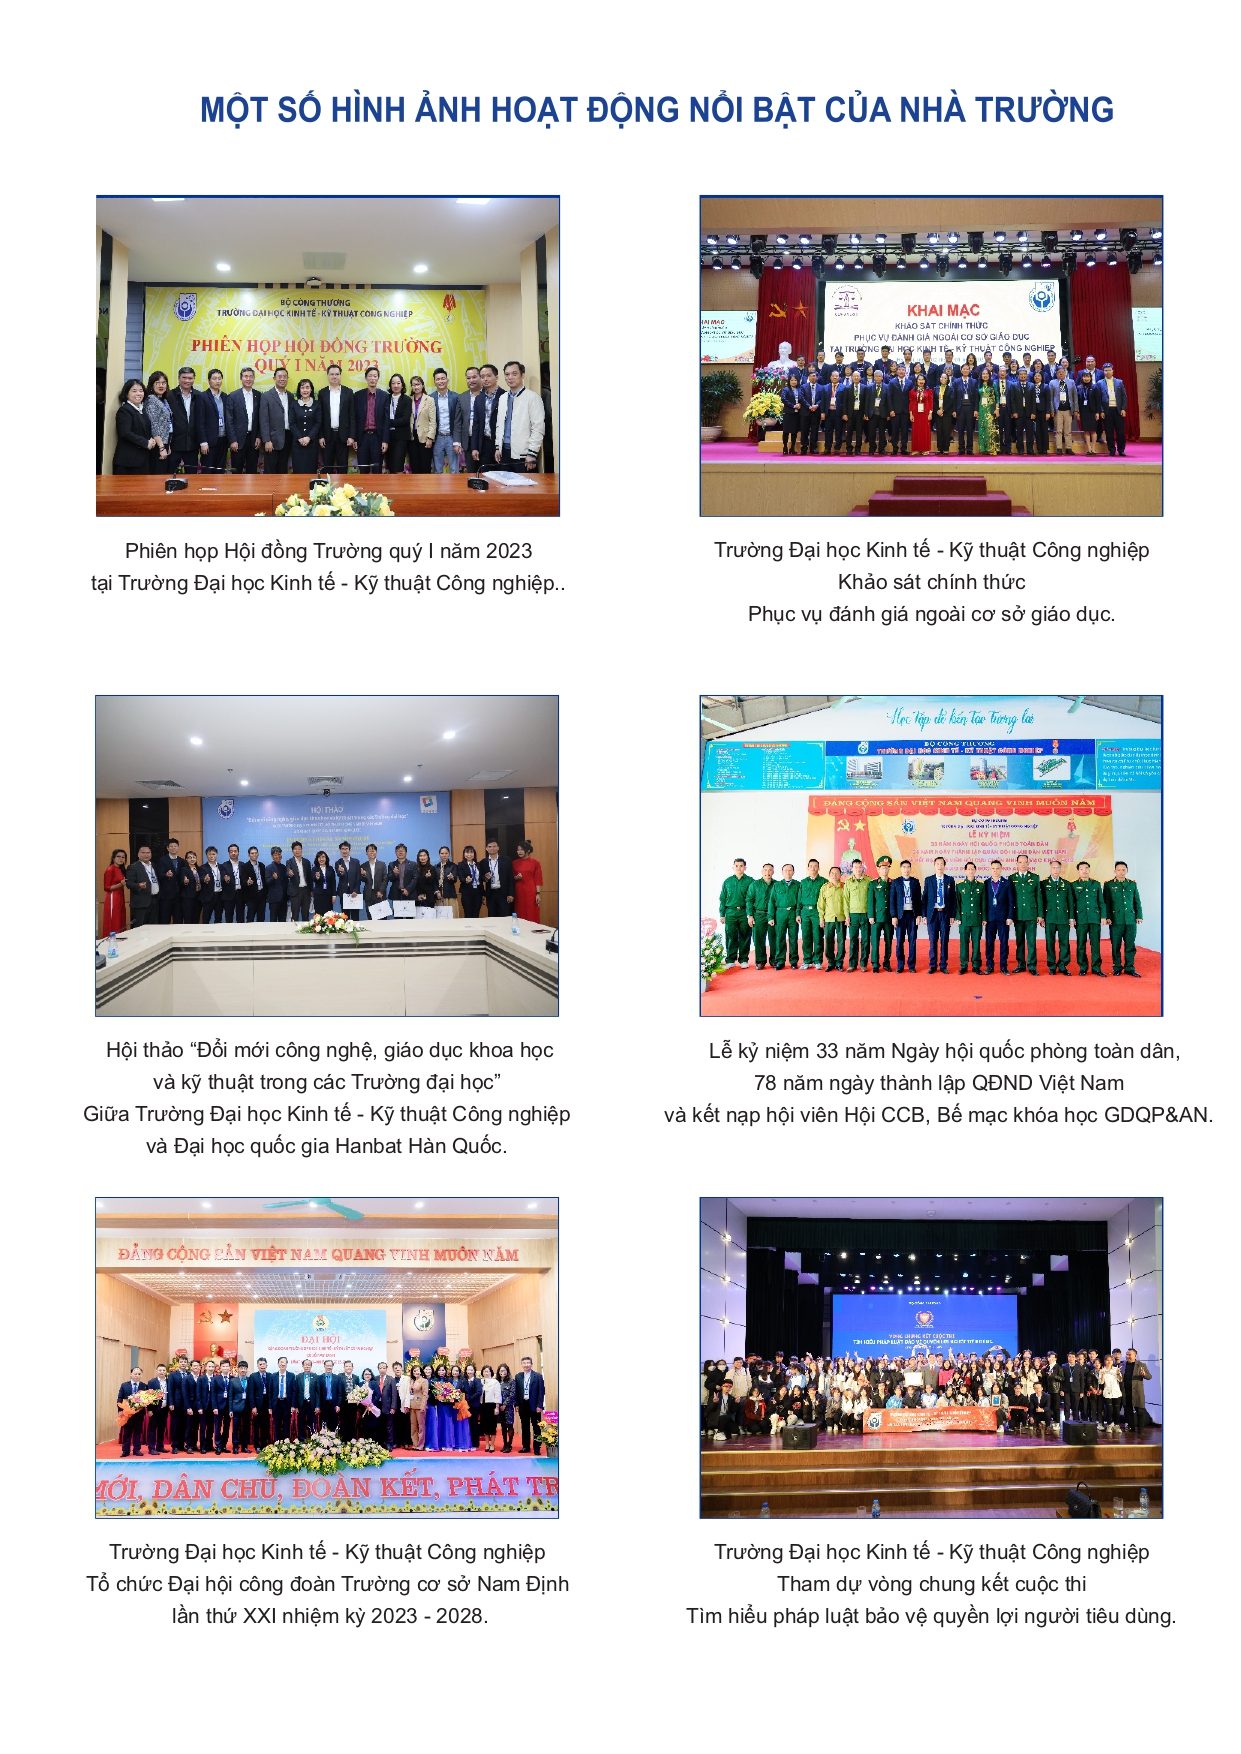 MỘT SỐ HÌNH ẢNH HOẠT ĐỘNG NỔI BẬT CỦA NHÀ TRƯỜNG
BỘ CÔNG THƯƠNG
TRƯỜNG ĐẠI HỌC KINH TẾ - KỸ THUẬT CÔNG NGHIỆP
PHIÊN HỌP HỘI ĐỒNG TRƯỜNG
QUÝ I NĂM 2023
Phiên họp Hội đồng Trường quý I năm 2023
tại Trường Đại học Kinh tế - Kỹ thuật Công nghiệp..
KHAI MẠC
KHẢO SÁT CHÍNH THỨC
PHỤC VỤ ĐÁNH GIÁ NGOÀI CƠ SỞ GIÁO DỤC
TẠI TRƯỜNG ĐẠI HỌC KINH TẾ - KỸ THUẬT CÔNG NGHIỆP
Trường Đại học Kinh tế - Kỹ thuật Công nghiệp
Khảo sát chính thức
Phục vụ đánh giá ngoài cơ sở giáo dục.
HỘI THẢO
Hội thảo “Đổi mới công nghệ, giáo dục khoa học
và kỹ thuật trong các Trường đại học”
Giữa Trường Đại học Kinh tế - Kỹ thuật Công nghiệp
và Đại học quốc gia Hanbat Hàn Quốc.
Học tập để kiến tạo tương lai
BỘ CÔNG THƯƠNG
TRƯỜNG ĐẠI HỌC KINH TẾ - KỸ THUẬT CÔNG NGHIỆP
ĐẢNG CỘNG SẢN VIỆT NAM QUANG VINH MUÔN NĂM
LỄ KỶ NIỆM
Lễ kỷ niệm 33 năm Ngày hội quốc phòng toàn dân,
78 năm ngày thành lập QĐND Việt Nam
và kết nạp hội viên Hội CCB, Bế mạc khóa học GDQP&AN.
ĐẢNG CỘNG SẢN VIỆT NAM QUANG VINH MUÔN NĂM
ĐẠI HỘI
MỚI, DÂN CHỦ, ĐOÀN KẾT, PHÁT TR
Trường Đại học Kinh tế - Kỹ thuật Công nghiệp
Tổ chức Đại hội công đoàn Trường cơ sở Nam Định
lần thứ XXI nhiệm kỳ 2023 - 2028.
VÒNG CHUNG KẾT CUỘC THI
TÌM HIỂU PHÁP LUẬT BẢO VỆ QUYỀN LỢI NGƯỜI TIÊU DÙNG
Trường Đại học Kinh tế - Kỹ thuật Công nghiệp
Tham dự vòng chung kết cuộc thi
Tìm hiểu pháp luật bảo vệ quyền lợi người tiêu dùng.